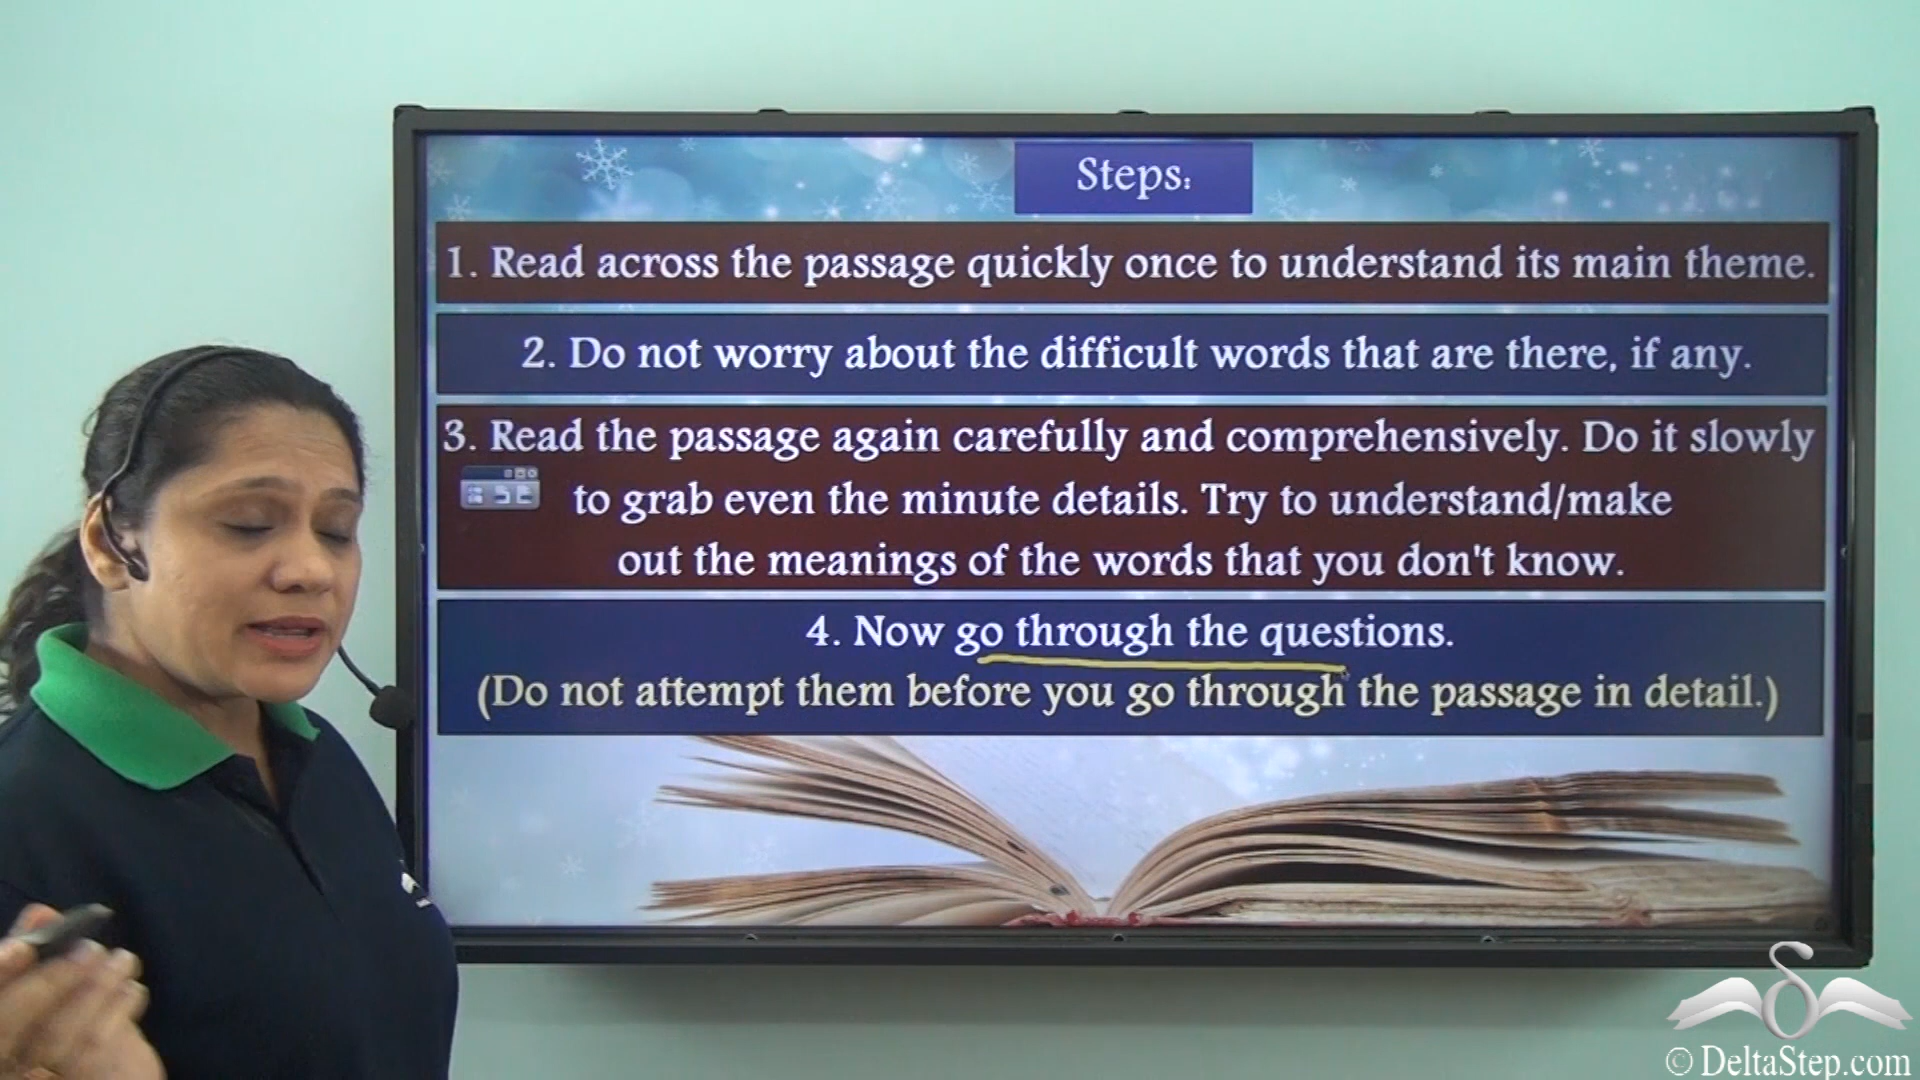 Steps:
1. Read across the passage quickly once to understand its main theme.
2. Do not worry about the difficult words that are there, if any.
3. Read the passage again carefully and comprehensively. Do it slowly
to grab even the minute details. Try to understand/make
out the meanings of the words that you don't know.
4. Now go through the questions.
(Do not attempt them before you go through the passage in detail.)
© DeltaStep.com